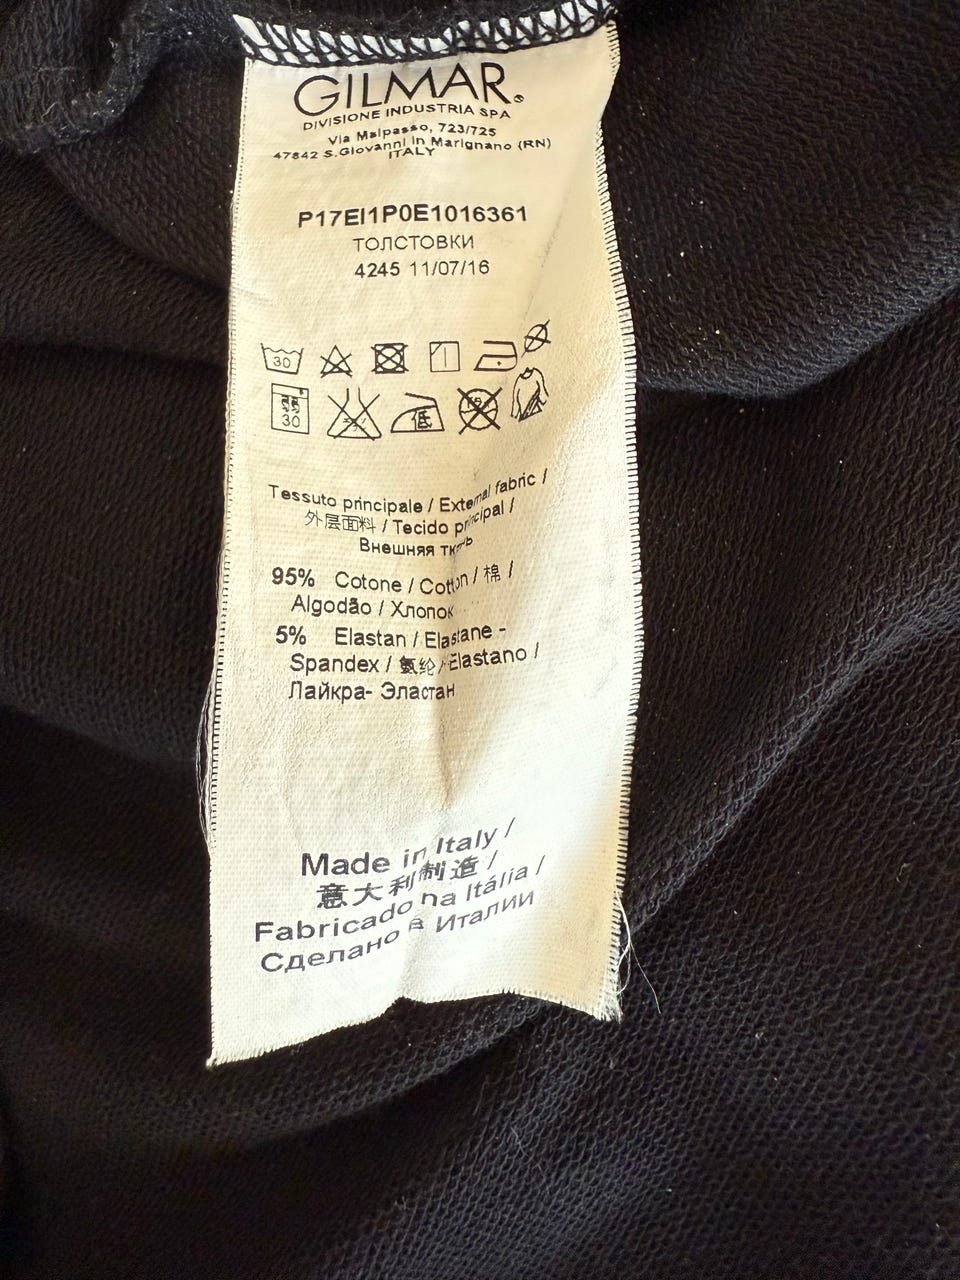 GILMAR
DIVISIONE INDUSTRIA SPA
Via Malpasso, 723/725
47842 S.Giovanni in Marignano (RN)
ITALY
P17EI1P0E1016361
ТОЛСТОВКИ
4245 11/07/16
30
30
低
Tessuto principale / External fabric /
外层面料 / Tecido principal /
Внешняя ткань
95% Cotone / Cotton / 棉 /
Algodão / Хлопок
5% Elastan / Elastane -
Spandex / 氨纶 / Elastano /
Лайкра- Эластан
Made in Italy /
意大利制造 /
Fabricado na Itália /
Сделано в Италии